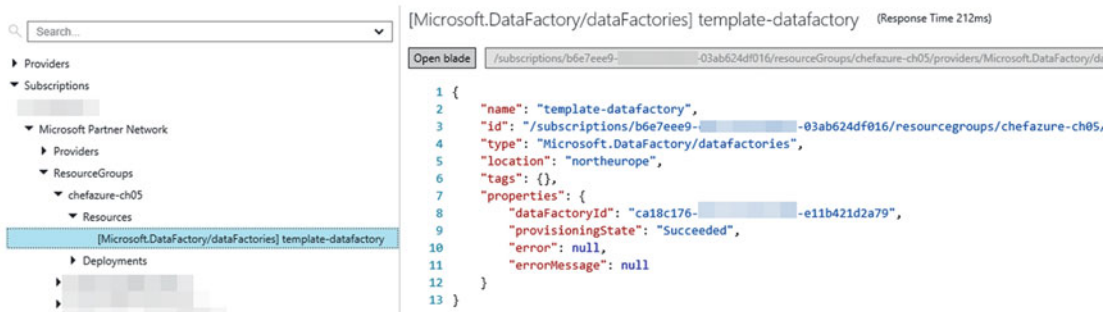 Search...
Providers
Subscriptions
Microsoft Partner Network
Providers
ResourceGroups
chefazure-ch05
Resources
[Microsoft.DataFactory/dataFactories] template-datafactory
Deployments
[Microsoft.DataFactory/dataFactories] template-datafactory (Response Time 212ms)
Open blade /subscriptions/b6e7eee9- -03ab624df016/resourceGroups/chefazure-ch05/providers/Microsoft.DataFactory/da
1 {
2 "name": "template-datafactory",
3 "id": "/subscriptions/b6e7eee9- -03ab624df016/resourcegroups/chefazure-ch05/
4 "type": "Microsoft.DataFactory/datafactories",
5 "location": "northeurope",
6 "tags": {},
7 "properties": {
8 "dataFactoryId": "ca18c176- -e11b421d2a79",
9 "provisioningState": "Succeeded",
10 "error": null,
11 "errorMessage": null
12 }
13 }